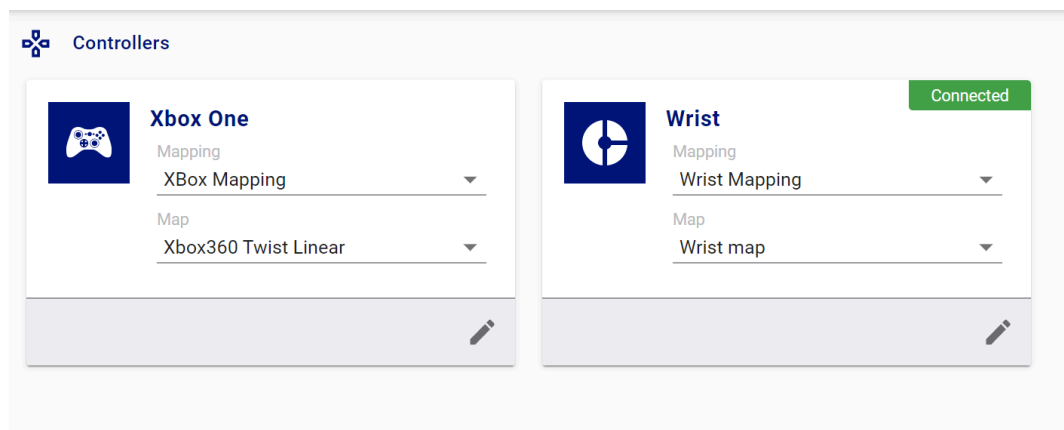 Controllers
Xbox One
Mapping
XBox Mapping
Map
Xbox360 Twist Linear
Connected
Wrist
Mapping
Wrist Mapping
Map
Wrist map